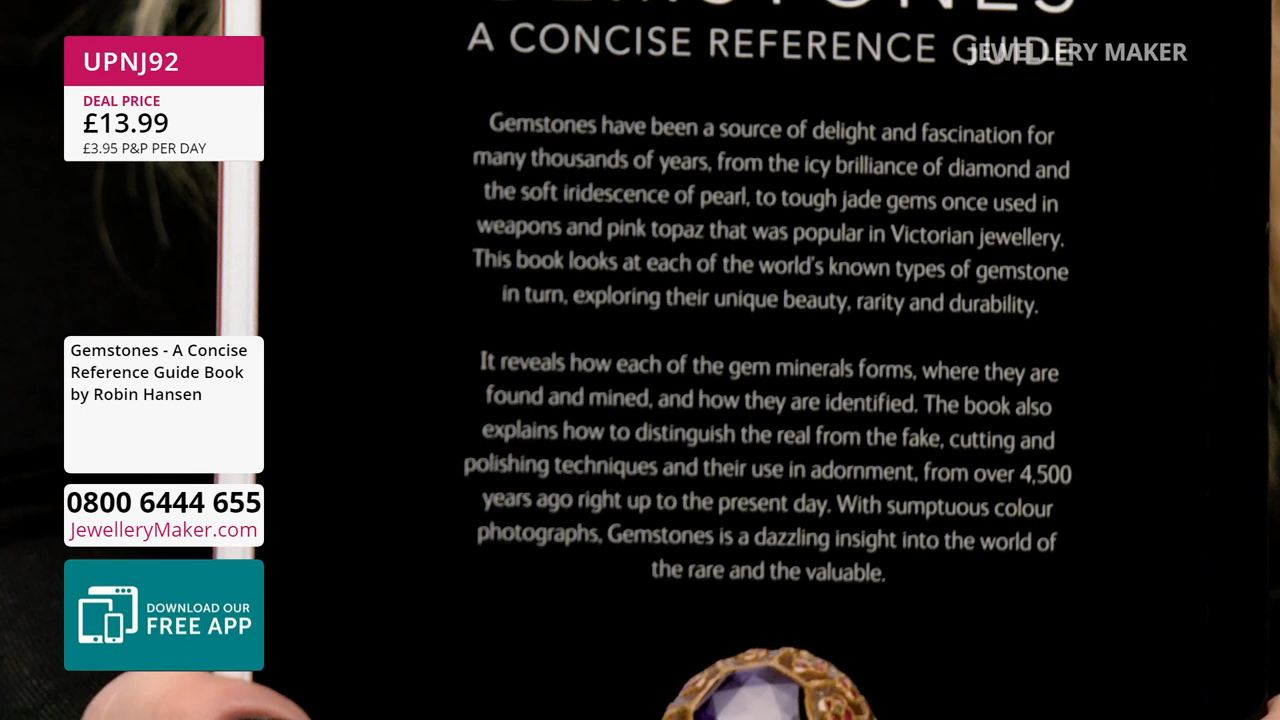 UPNJ92
DEAL PRICE
£13.99
£3.95 P&P PER DAY
Gemstones - A Concise
Reference Guide Book
by Robin Hansen
0800 6444 655
JewelleryMaker.com
DOWNLOAD OUR
FREE APP
JEWELLERY MAKER
GEMSTONES
A CONCISE REFERENCE GUIDE
Gemstones have been a source of delight and fascination for
many thousands of years, from the icy brilliance of diamond and
the soft iridescence of pearl, to tough jade gems once used in
weapons and pink topaz that was popular in Victorian jewellery.
This book looks at each of the world's known types of gemstone
in turn, exploring their unique beauty, rarity and durability.
It reveals how each of the gem minerals forms, where they are
found and mined, and how they are identified. The book also
explains how to distinguish the real from the fake, cutting and
polishing techniques and their use in adornment, from over 4,500
years ago right up to the present day. With sumptuous colour
photographs, Gemstones is a dazzling insight into the world of
the rare and the valuable.